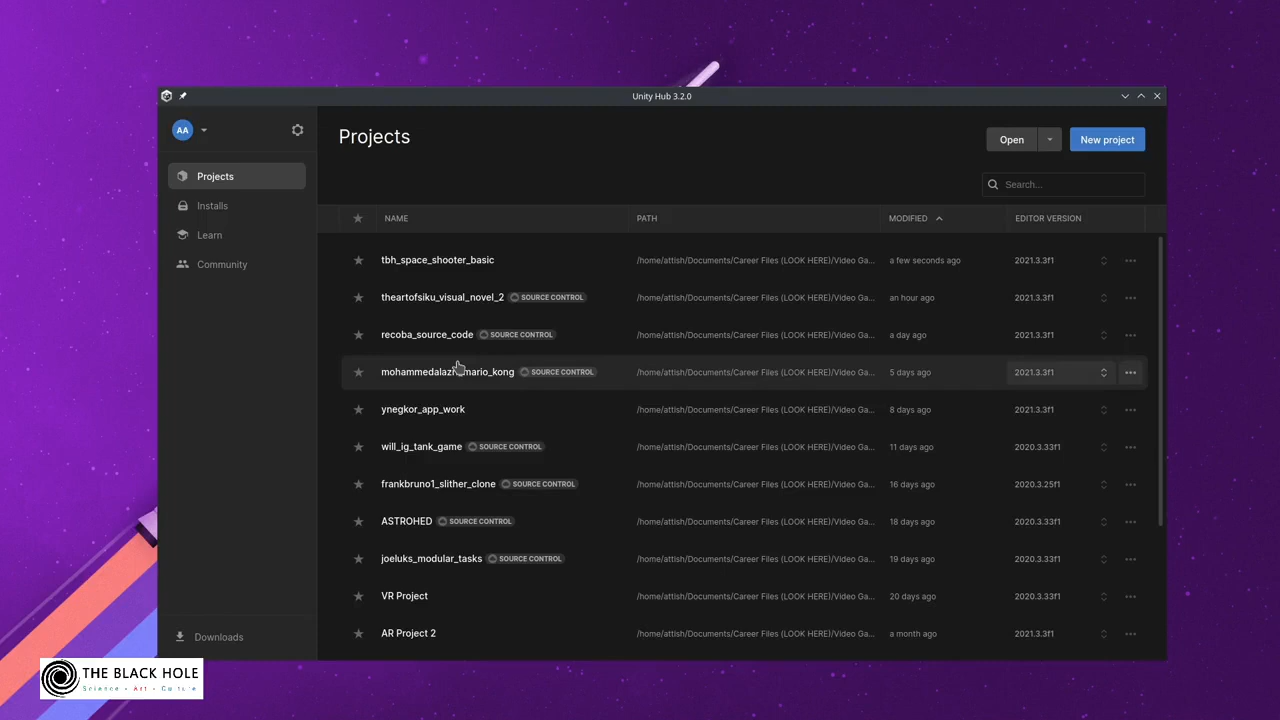 Unity Hub 3.2.0
AA
Projects
Open
New project
Projects
Installs
Learn
Community
Search...
NAME PATH MODIFIED EDITOR VERSION
tbh_space_shooter_basic /home/attish/Documents/Career Files (LOOK HERE)/Video Ga... a few seconds ago 2021.3.3f1
theartofsiku_visual_novel_2 SOURCE CONTROL /home/attish/Documents/Career Files (LOOK HERE)/Video Ga... an hour ago 2021.3.3f1
recoba_source_code SOURCE CONTROL /home/attish/Documents/Career Files (LOOK HERE)/Video Ga... a day ago 2021.3.3f1
SOURCE CONTROL /home/attish/Documents/Career Files (LOOK HERE)/Video Ga... 5 days ago 2021.3.3f1
ynegkor_app_work /home/attish/Documents/Career Files (LOOK HERE)/Video Ga... 8 days ago 2021.3.3f1
will_ig_tank_game SOURCE CONTROL /home/attish/Documents/Career Files (LOOK HERE)/Video Ga... 11 days ago 2020.3.33f1
frankbruno1_slither_clone SOURCE CONTROL /home/attish/Documents/Career Files (LOOK HERE)/Video Ga... 16 days ago 2020.3.25f1
ASTROHED SOURCE CONTROL /home/attish/Documents/Career Files (LOOK HERE)/Video Ga... 18 days ago 2020.3.33f1
joeluks_modular_tasks SOURCE CONTROL /home/attish/Documents/Career Files (LOOK HERE)/Video Ga... 19 days ago 2020.3.33f1
VR Project /home/attish/Documents/Career Files (LOOK HERE)/Video Ga... 20 days ago 2020.3.33f1
AR Project 2 /home/attish/Documents/Career Files (LOOK HERE)/Video Ga... a month ago 2021.3.3f1
Downloads
THE BLACK HOLE
Science • Art • Culture